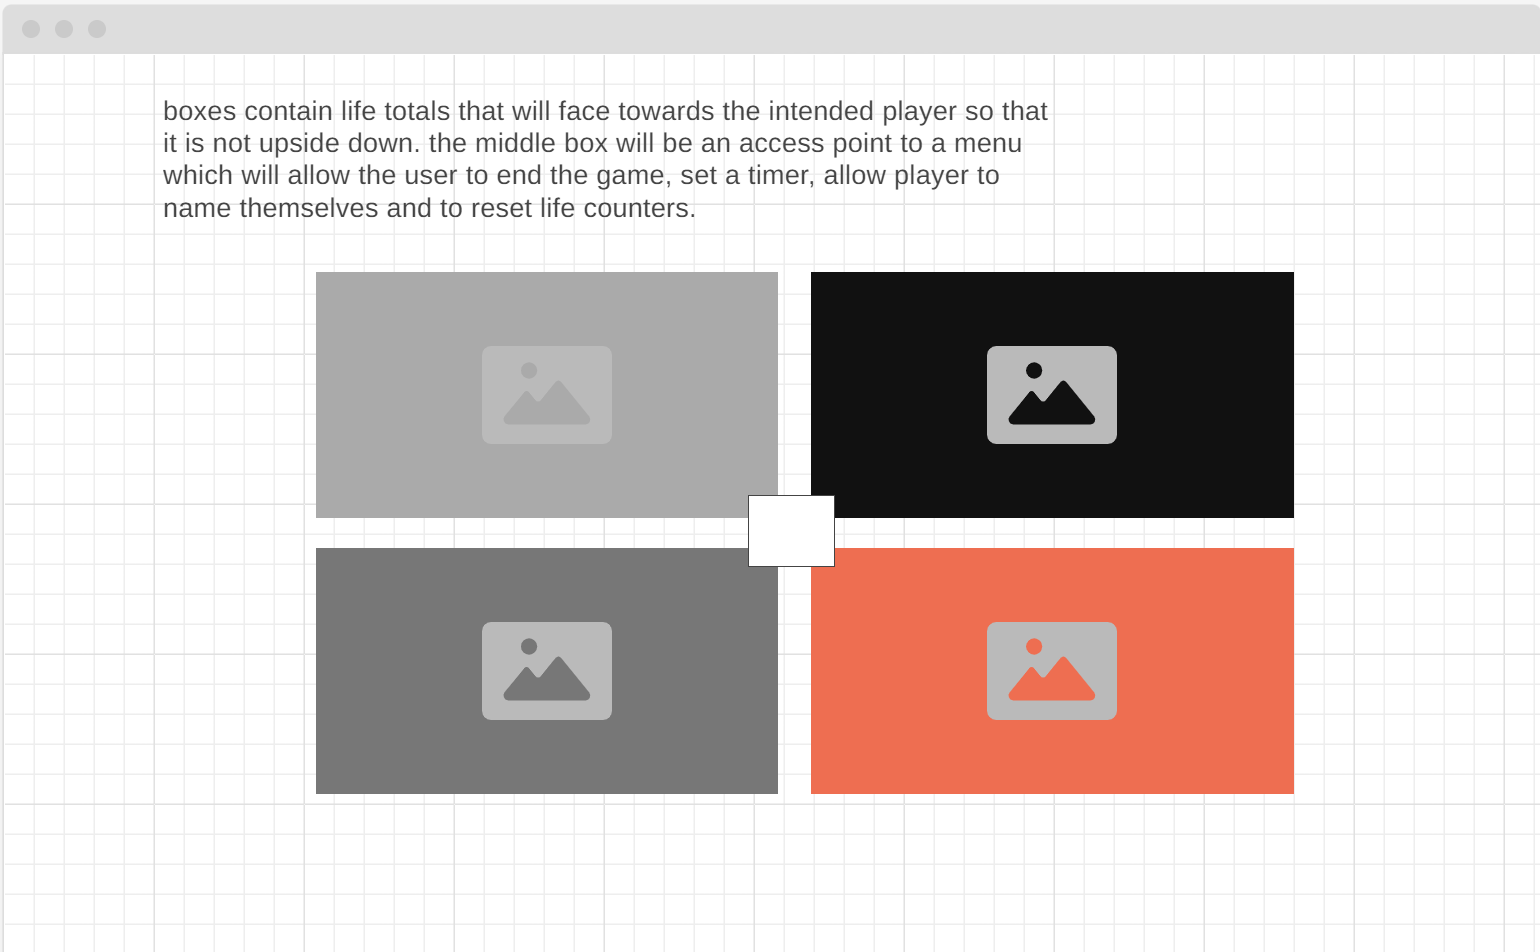 boxes contain life totals that will face towards the intended player so that
it is not upside down. the middle box will be an access point to a menu
which will allow the user to end the game, set a timer, allow player to
name themselves and to reset life counters.